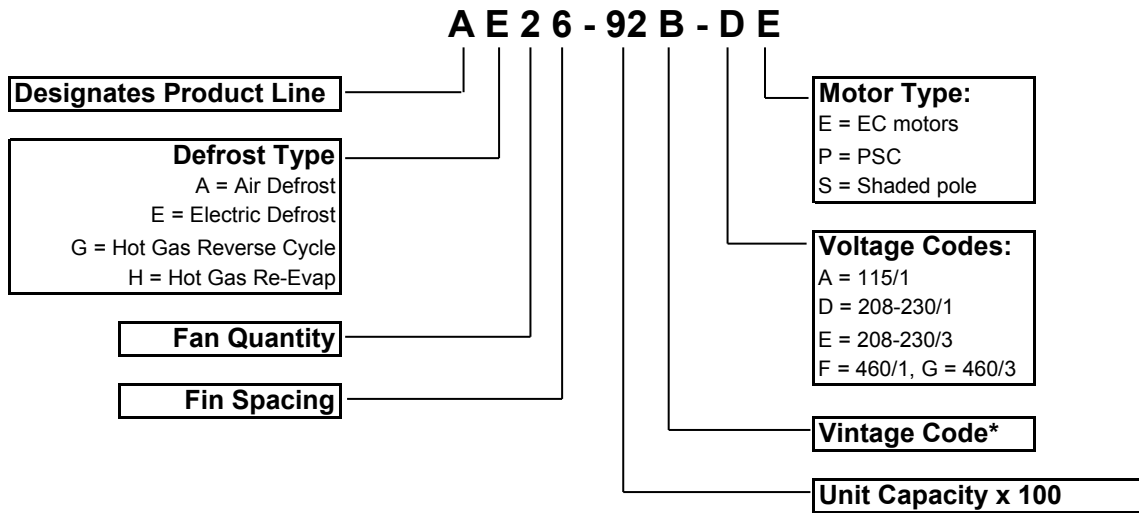 A E 2 6 - 92 B - D E
Designates Product Line
Defrost Type
A = Air Defrost
E = Electric Defrost
G = Hot Gas Reverse Cycle
H = Hot Gas Re-Evap
Fan Quantity
Fin Spacing
Motor Type:
E = EC motors
P = PSC
S = Shaded pole
Voltage Codes:
A = 115/1
D = 208-230/1
E = 208-230/3
F = 460/1, G = 460/3
Vintage Code*
Unit Capacity x 100